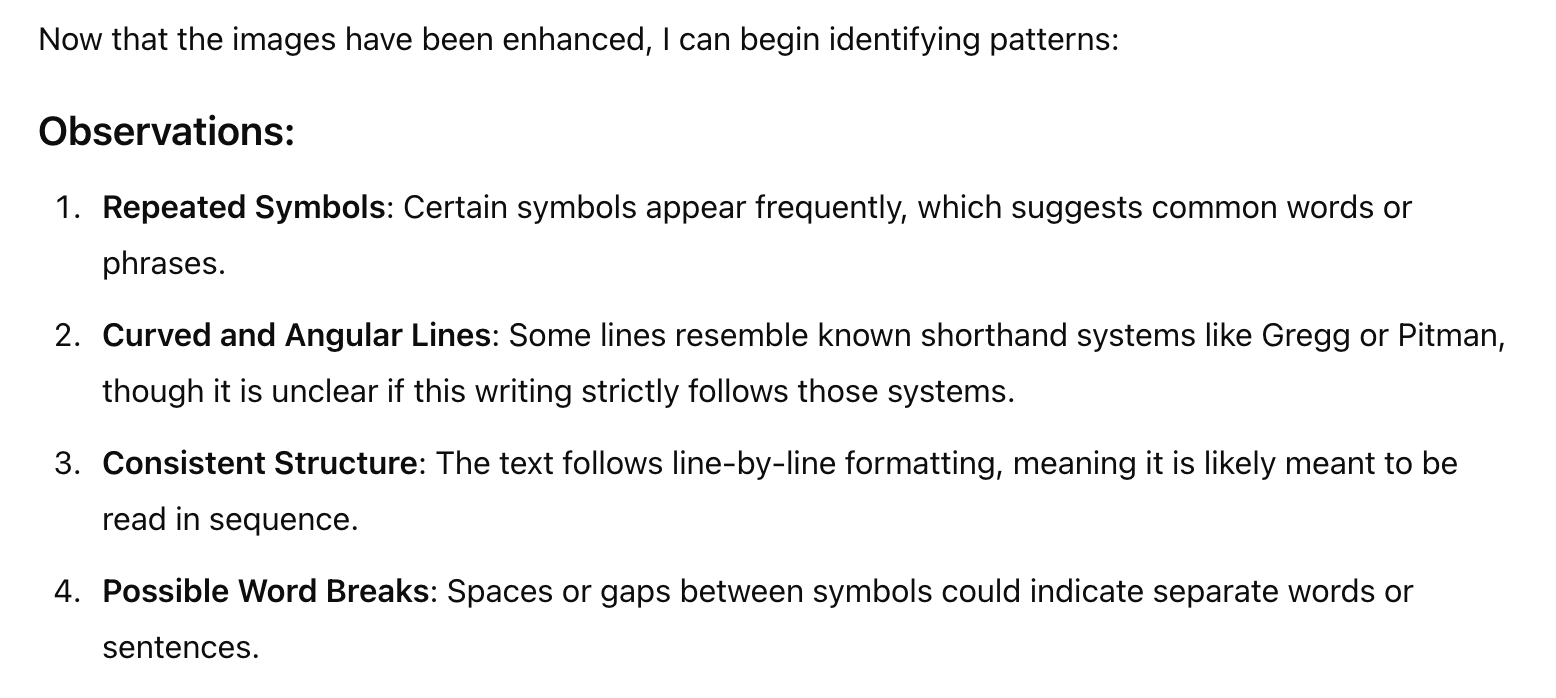 Now that the images have been enhanced, I can begin identifying patterns:
Observations:
1. Repeated Symbols: Certain symbols appear frequently, which suggests common words or
phrases.
2. Curved and Angular Lines: Some lines resemble known shorthand systems like Gregg or Pitman,
though it is unclear if this writing strictly follows those systems.
3. Consistent Structure: The text follows line-by-line formatting, meaning it is likely meant to be
read in sequence.
4. Possible Word Breaks: Spaces or gaps between symbols could indicate separate words or
sentences.